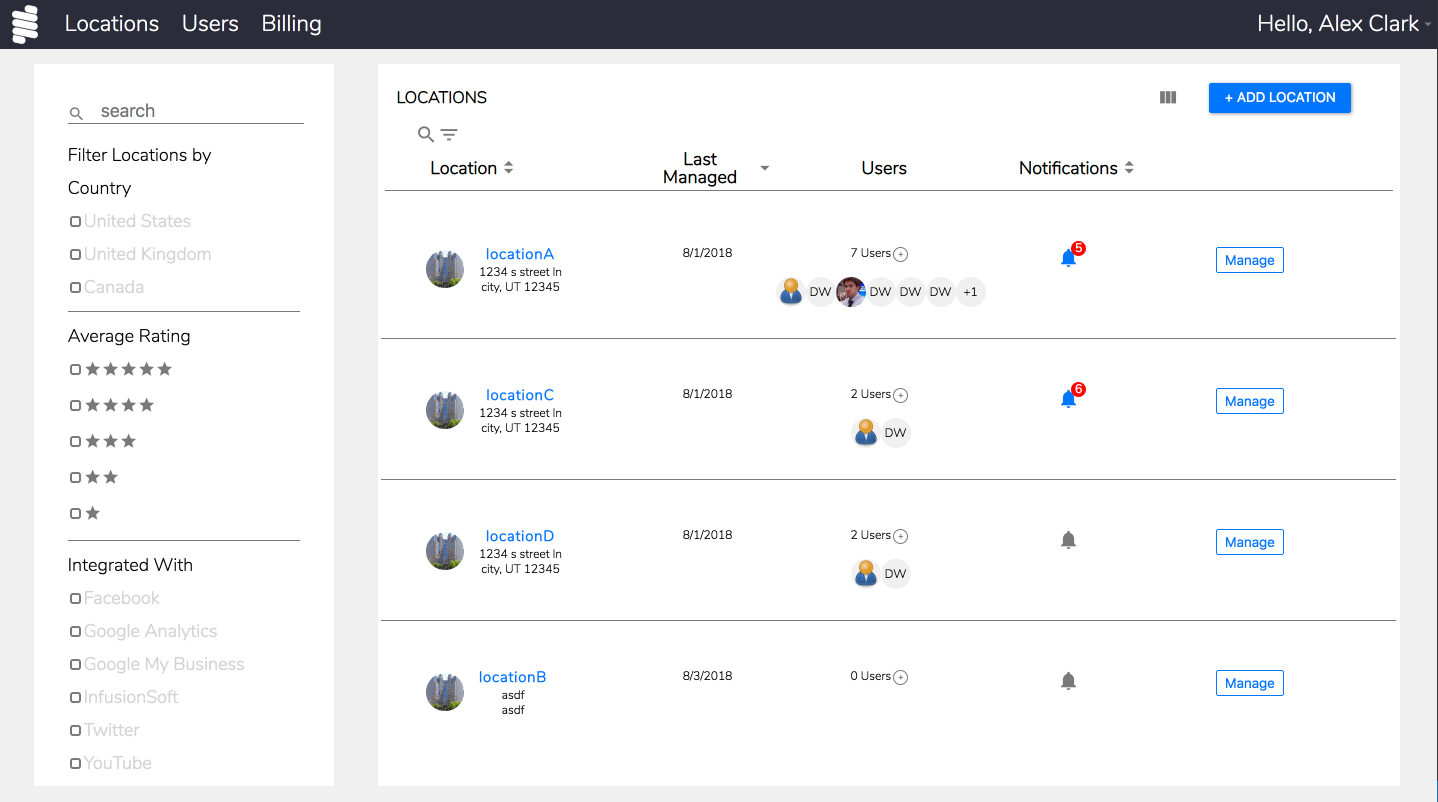 Locations Users Billing Hello, Alex Clark
search
Filter Locations by
Country
United States
United Kingdom
Canada
Average Rating
Integrated With
Facebook
Google Analytics
Google My Business
InfusionSoft
Twitter
YouTube
LOCATIONS
+ ADD LOCATION
Location Last Managed Users Notifications
locationA 8/1/2018 7 Users 5 Manage
1234 s street ln
city, UT 12345
DW DW DW DW +1
locationC 8/1/2018 2 Users 6 Manage
1234 s street ln
city, UT 12345
DW
locationD 8/1/2018 2 Users Manage
1234 s street ln
city, UT 12345
DW
locationB 8/3/2018 0 Users Manage
asdf
asdf